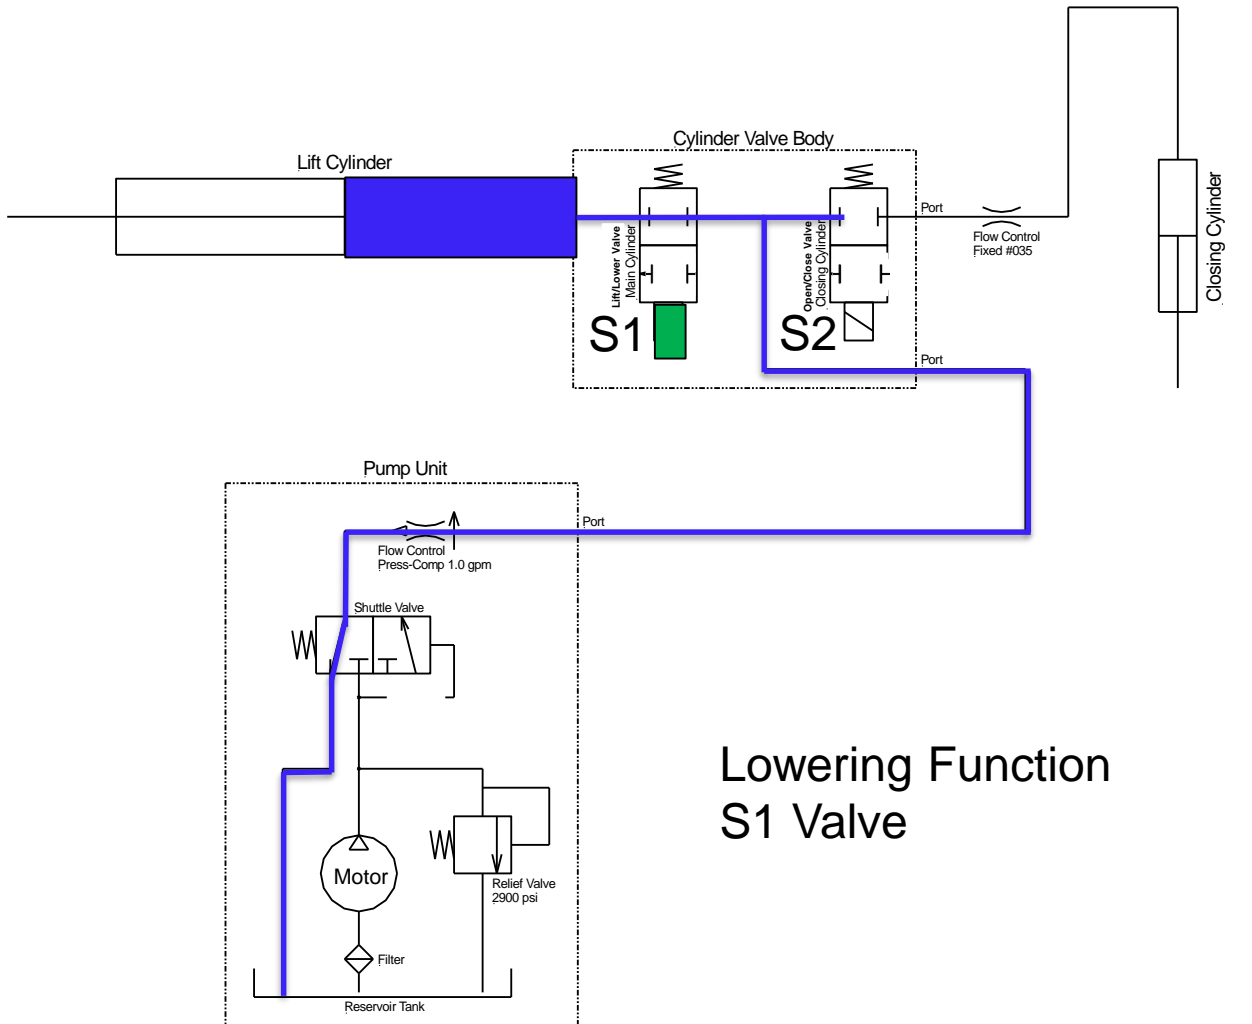 Cylinder Valve Body
Lift Cylinder
Port
Flow Control
Fixed #035
Closing Cylinder
Lift/Lower Valve
Main Cylinder
Open/Close Valve
Closing Cylinder
S1
S2
Port
Pump Unit
Port
Flow Control
Press-Comp 1.0 gpm
Shuttle Valve
Lowering Function
S1 Valve
Motor
Relief Valve
2900 psi
Filter
Reservoir Tank